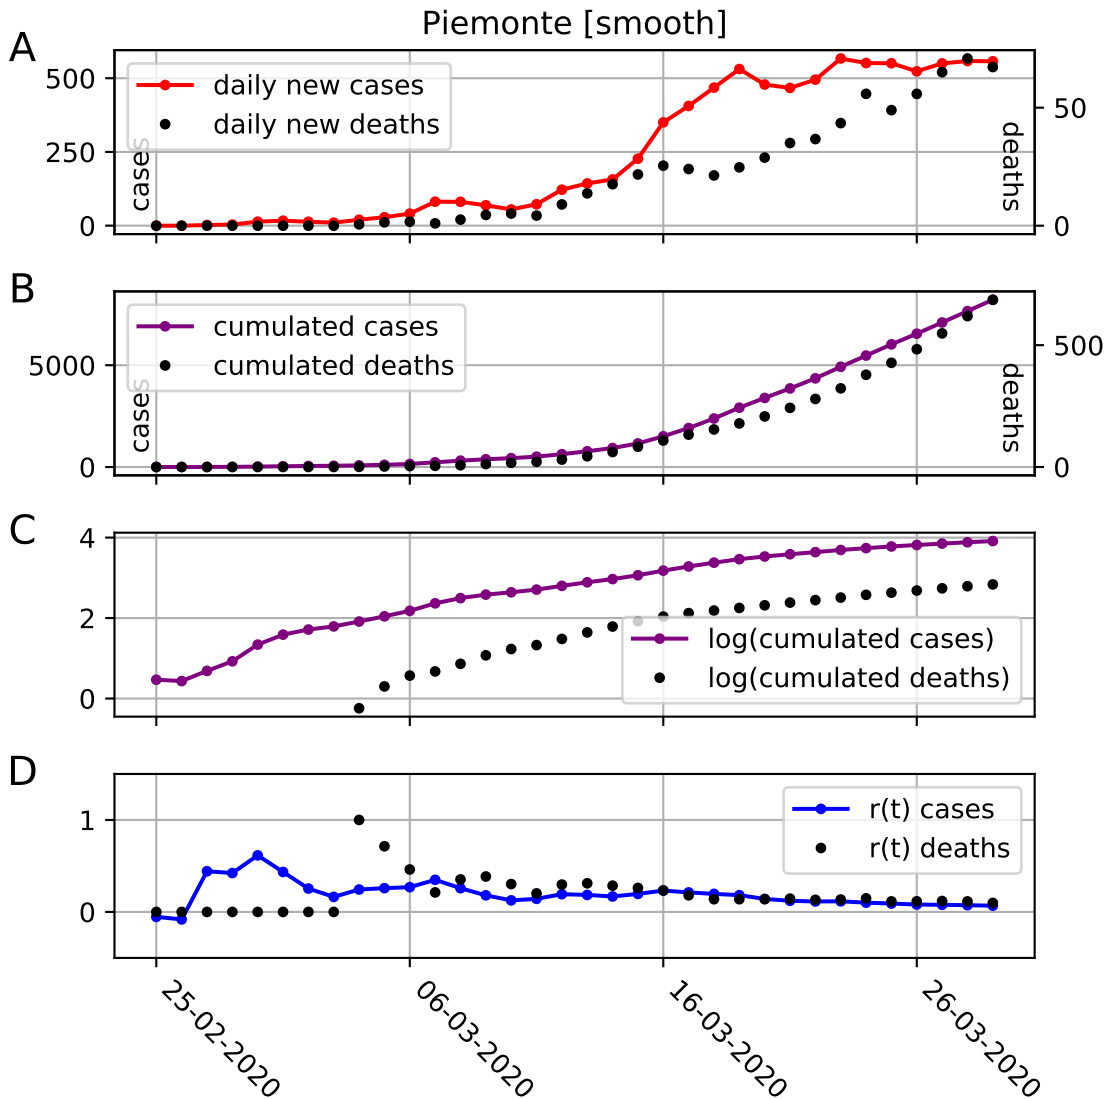 Piemonte [smooth]
A
500
250
0
cases
daily new cases
daily new deaths
50
0
deaths
B
5000
0
cases
cumulated cases
cumulated deaths
500
0
deaths
C
4
2
0
log(cumulated cases)
log(cumulated deaths)
D
1
0
r(t) cases
r(t) deaths
25-02-2020
06-03-2020
16-03-2020
26-03-2020